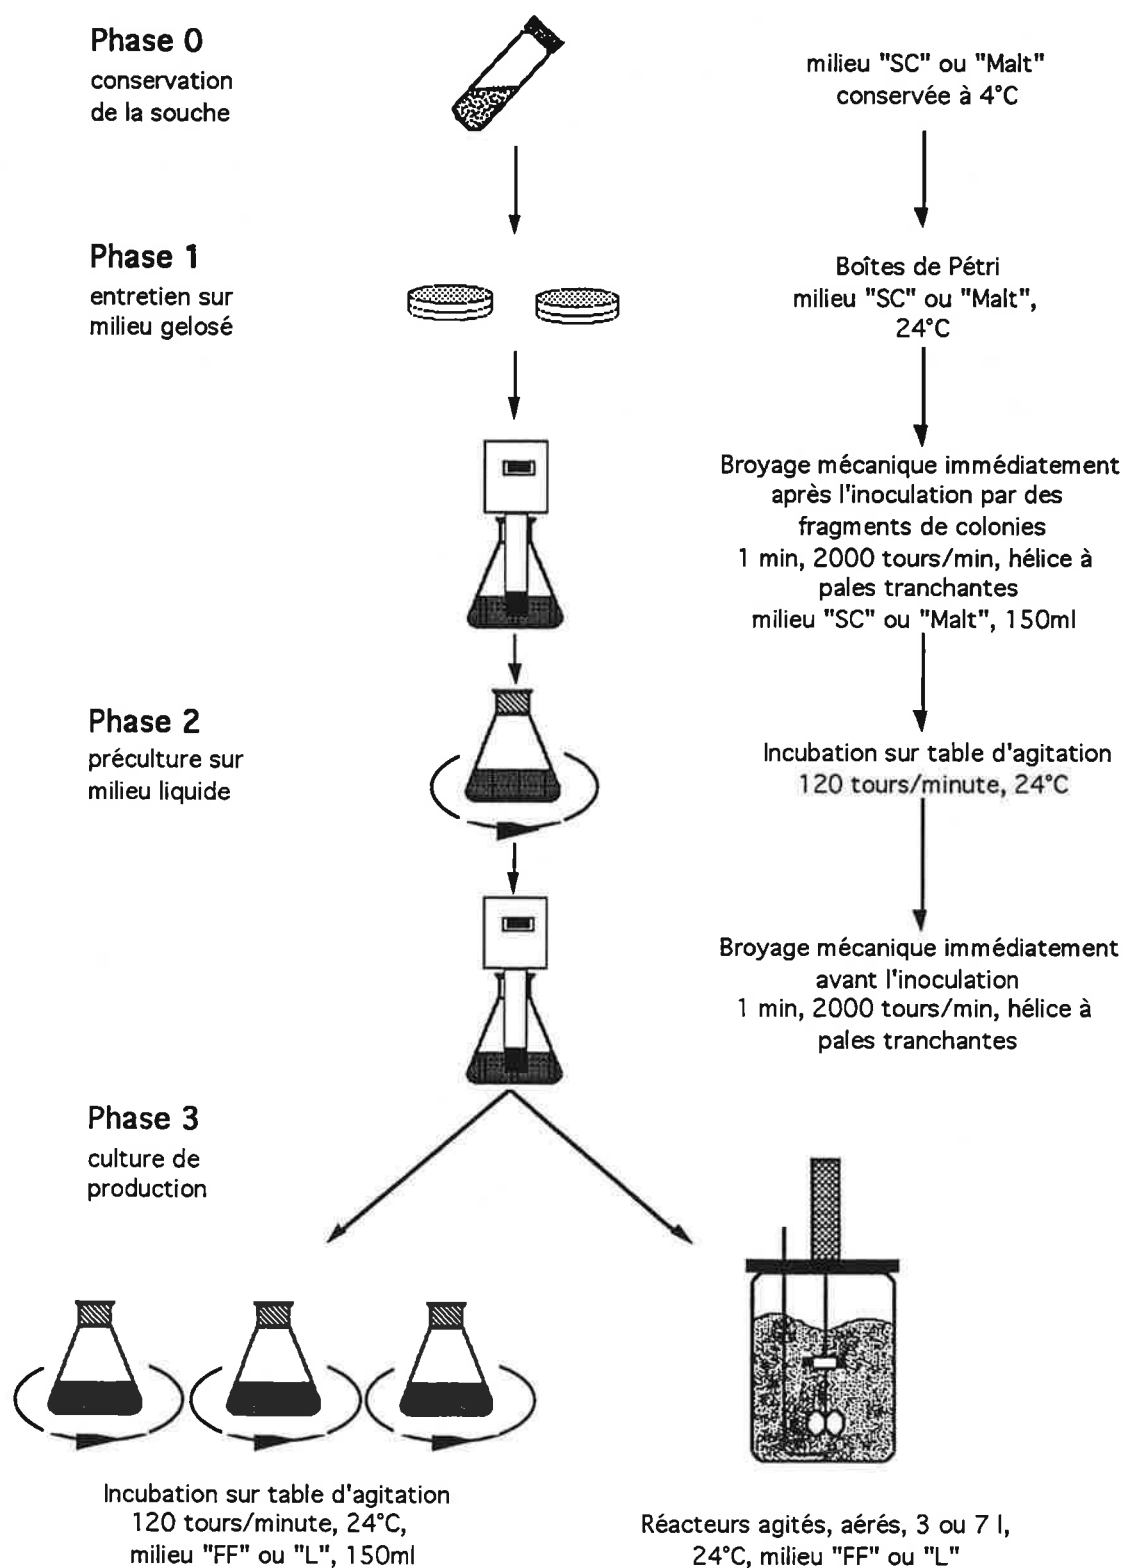 Phase 0
conservation
de la souche
milieu "SC" ou "Malt"
conservée à 4°C
Phase 1
entretien sur
milieu gelosé
Boîtes de Pétri
milieu "SC" ou "Malt",
24°C
Broyage mécanique immédiatement
après l'inoculation par des
fragments de colonies
1 min, 2000 tours/min, hélice à
pales tranchantes
milieu "SC" ou "Malt", 150ml
Phase 2
préculture sur
milieu liquide
Incubation sur table d'agitation
120 tours/minute, 24°C
Broyage mécanique immédiatement
avant l'inoculation
1 min, 2000 tours/min, hélice à
pales tranchantes
Phase 3
culture de
production
Incubation sur table d'agitation
120 tours/minute, 24°C,
milieu "FF" ou "L", 150ml
Réacteurs agités, aérés, 3 ou 7 l,
24°C, milieu "FF" ou "L"